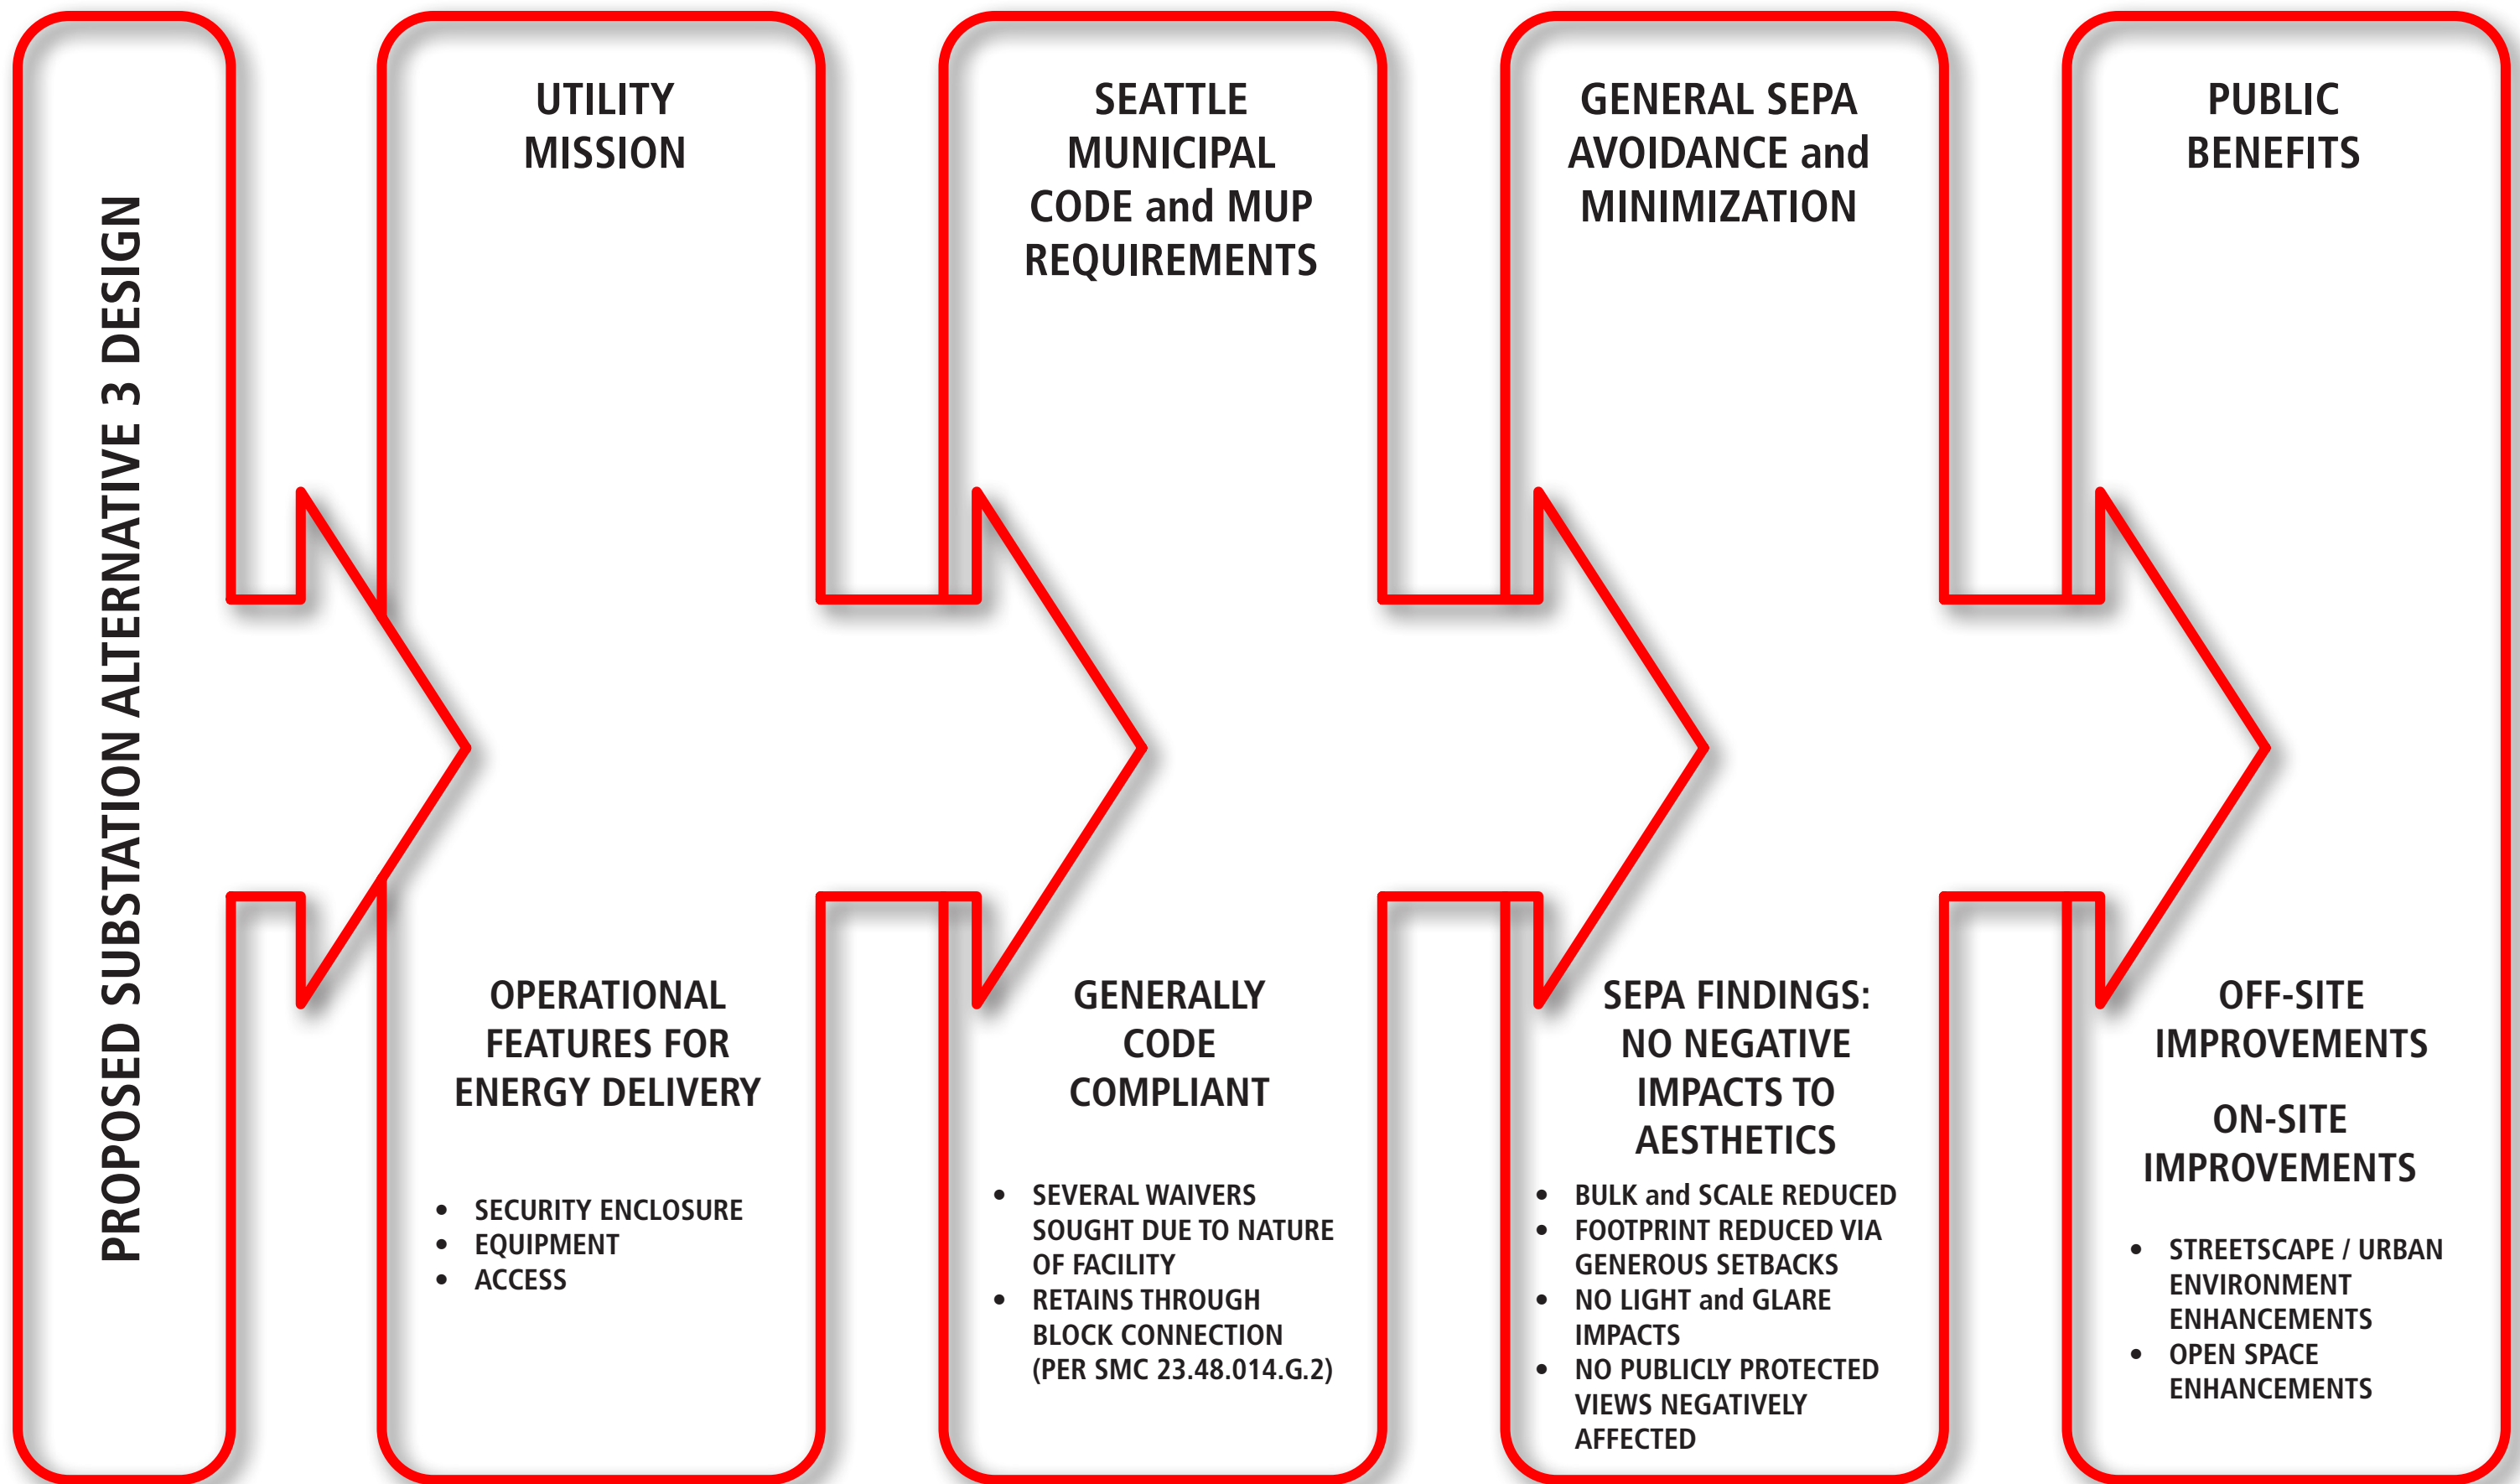 PROPOSED SUBSTATION ALTERNATIVE 3 DESIGN
UTILITY
MISSION
OPERATIONAL
FEATURES FOR
ENERGY DELIVERY
• SECURITY ENCLOSURE
• EQUIPMENT
• ACCESS
SEATTLE
MUNICIPAL
CODE and MUP
REQUIREMENTS
GENERALLY
CODE
COMPLIANT
• SEVERAL WAIVERS
SOUGHT DUE TO NATURE
OF FACILITY
• RETAINS THROUGH
BLOCK CONNECTION
(PER SMC 23.48.014.G.2)
GENERAL SEPA
AVOIDANCE and
MINIMIZATION
SEPA FINDINGS:
NO NEGATIVE
IMPACTS TO
AESTHETICS
• BULK and SCALE REDUCED
• FOOTPRINT REDUCED VIA
GENEROUS SETBACKS
• NO LIGHT and GLARE
IMPACTS
• NO PUBLICLY PROTECTED
VIEWS NEGATIVELY
AFFECTED
PUBLIC
BENEFITS
OFF-SITE
IMPROVEMENTS
ON-SITE
IMPROVEMENTS
• STREETSCAPE / URBAN
ENVIRONMENT
ENHANCEMENTS
• OPEN SPACE
ENHANCEMENTS